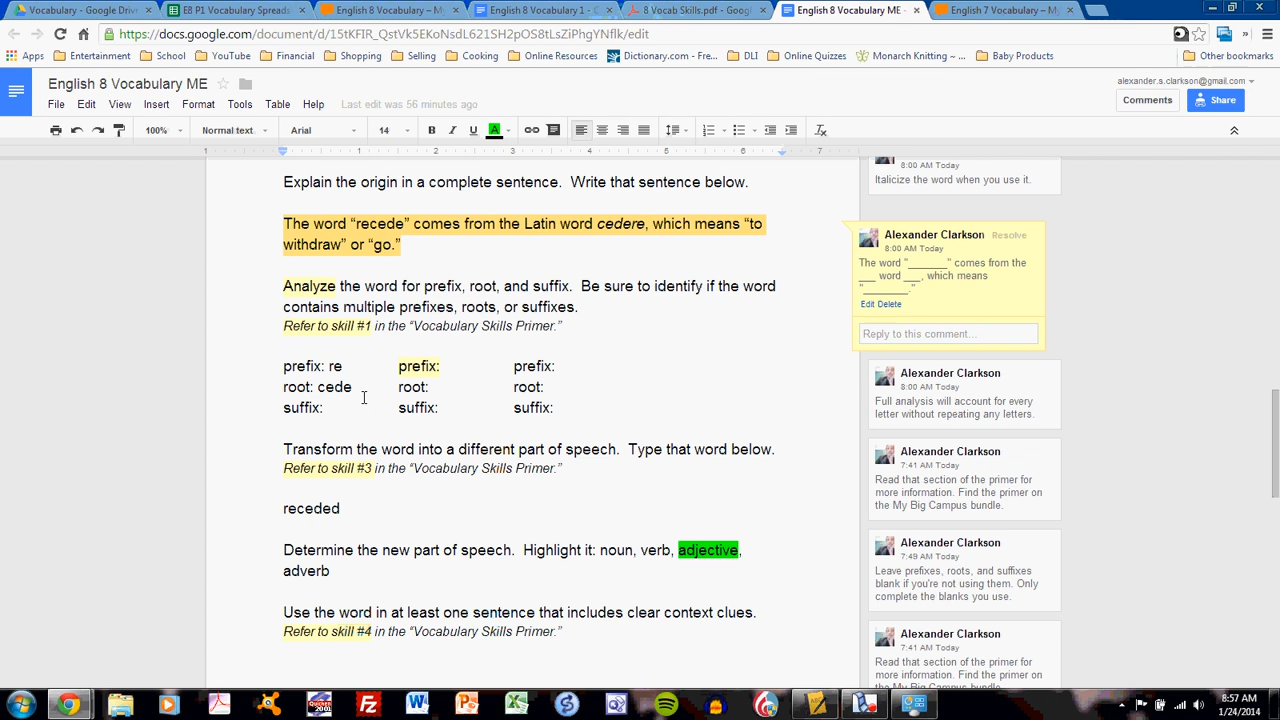 Vocabulary - Google Drive
E8 P1 Vocabulary Spreads
English 8 Vocabulary – My
English 8 Vocabulary 1 - C
8 Vocab Skills.pdf - Googl
English 8 Vocabulary ME -
English 7 Vocabulary – My
https://docs.google.com/document/d/15tKFIR_QstVk5EKoNsdL621SH2pDS8tLsZiPhgYNflk/edit
Apps Entertainment School YouTube Financial Shopping Selling Cooking Online Resources Dictionary.com - Fre... DLI Online Quizzes Monarch Knitting ~ ... Baby Products Other bookmarks
English 8 Vocabulary ME
alexander.s.clarkson@gmail.com
File Edit View Insert Format Tools Table Help Last edit was 56 minutes ago
Comments Share
100% Normal text Arial 14 B I U A
1 1 2 3 4 5 6 7
Explain the origin in a complete sentence.  Write that sentence below.
The word “recede” comes from the Latin word cedere, which means “to
withdraw” or “go.”
Analyze the word for prefix, root, and suffix.  Be sure to identify if the word
contains multiple prefixes, roots, or suffixes.
Refer to skill #1 in the “Vocabulary Skills Primer.”
prefix: re prefix: prefix:
root: cede root: root:
suffix: suffix: suffix:
Transform the word into a different part of speech.  Type that word below.
Refer to skill #3 in the “Vocabulary Skills Primer.”
receded
Determine the new part of speech.  Highlight it: noun, verb, adjective,
adverb
Use the word in at least one sentence that includes clear context clues.
Refer to skill #4 in the “Vocabulary Skills Primer.”
8:00 AM Today
Italicize the word when you use it.
Alexander Clarkson Resolve
8:00 AM Today
The word "_______" comes from the
___ word ___, which means
"________."
Edit Delete
Reply to this comment...
Alexander Clarkson
8:00 AM Today
Full analysis will account for every
letter without repeating any letters.
Alexander Clarkson
7:41 AM Today
Read that section of the primer for
more information. Find the primer on
the My Big Campus bundle.
Alexander Clarkson
7:49 AM Today
Leave prefixes, roots, and suffixes
blank if you're not using them. Only
complete the blanks you use.
Alexander Clarkson
7:41 AM Today
Read that section of the primer for
8:57 AM
1/24/2014